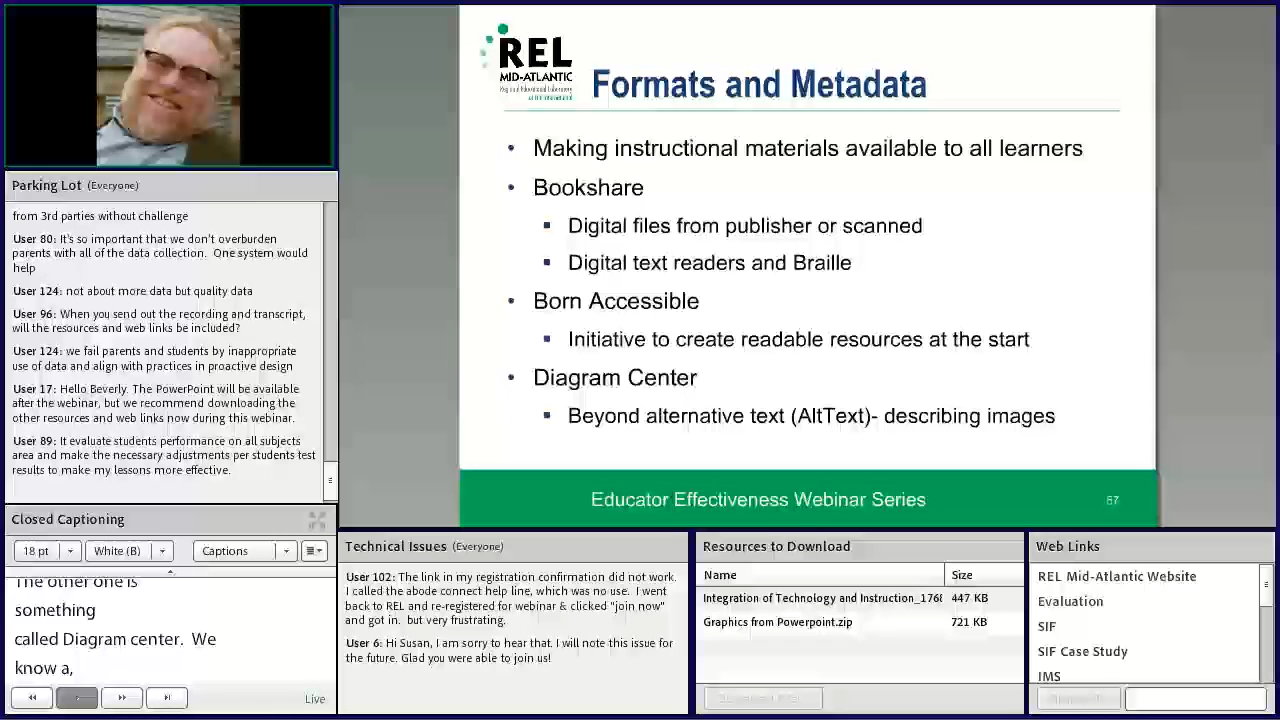 REL
MID-ATLANTIC
Regional Educational Laboratory
Formats and Metadata
• Making instructional materials available to all learners
• Bookshare
▪ Digital files from publisher or scanned
▪ Digital text readers and Braille
• Born Accessible
▪ Initiative to create readable resources at the start
• Diagram Center
▪ Beyond alternative text (AltText)- describing images
Educator Effectiveness Webinar Series
57
Parking Lot (Everyone)
from 3rd parties without challenge
User 80: It's so important that we don't overburden
parents with all of the data collection. One system would
help
User 124: not about more data but quality data
User 96: When you send out the recording and transcript,
will the resources and web links be included?
User 124: we fail parents and students by inappropriate
use of data and align with practices in proactive design
User 17: Hello Beverly. The PowerPoint will be available
after the webinar, but we recommend downloading the
other resources and web links now during this webinar.
User 89: It evaluate students performance on all subjects
area and make the necessary adjustments per students test
results to make my lessons more effective.
Closed Captioning
18 pt White (B) Captions
The other one is
something
called Diagram center. We
know a,
Live
Technical Issues (Everyone)
User 102: The link in my registration confirmation did not work.
I called the abode connect help line, which was no use. I went
back to REL and re-registered for webinar & clicked "join now"
and got in. but very frustrating.
User 6: Hi Susan, I am sorry to hear that. I will note this issue for
the future. Glad you were able to join us!
Resources to Download
Name Size
Integration of Technology and Instruction_176 447 KB
Graphics from Powerpoint.zip 721 KB
Web Links
REL Mid-Atlantic Website
Evaluation
SIF
SIF Case Study
IMS